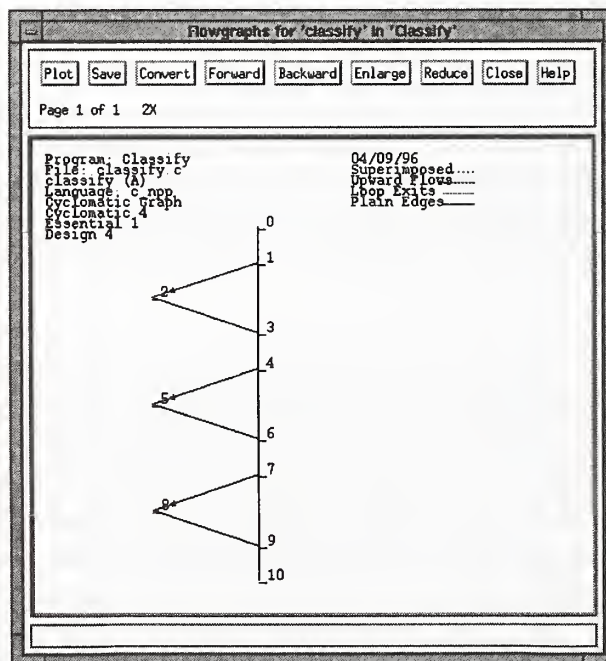 Flowgraphs for 'classify' in 'Classify'
Plot Save Convert Forward Backward Enlarge Reduce Close Help
Page 1 of 1 2X
Program: Classify
File: classify.c
classify (A)
Language: c_npp
Cyclomatic Graph
Cyclomatic 4
Essential 1
Design 4
04/09/96
Superimposed
Upward Flows
Loop Exits
Plain Edges
0
1
2
3
4
5
6
7
8
9
10